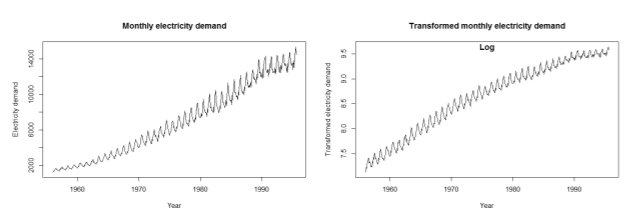 Monthly electricity demand
Electricity demand
2000
6000
10000
14000
1960
1970
1980
1990
Year
Transformed monthly electricity demand
Log
Transformed electricity demand
7.5
8.0
8.5
9.0
9.5
1960
1970
1980
1990
Year